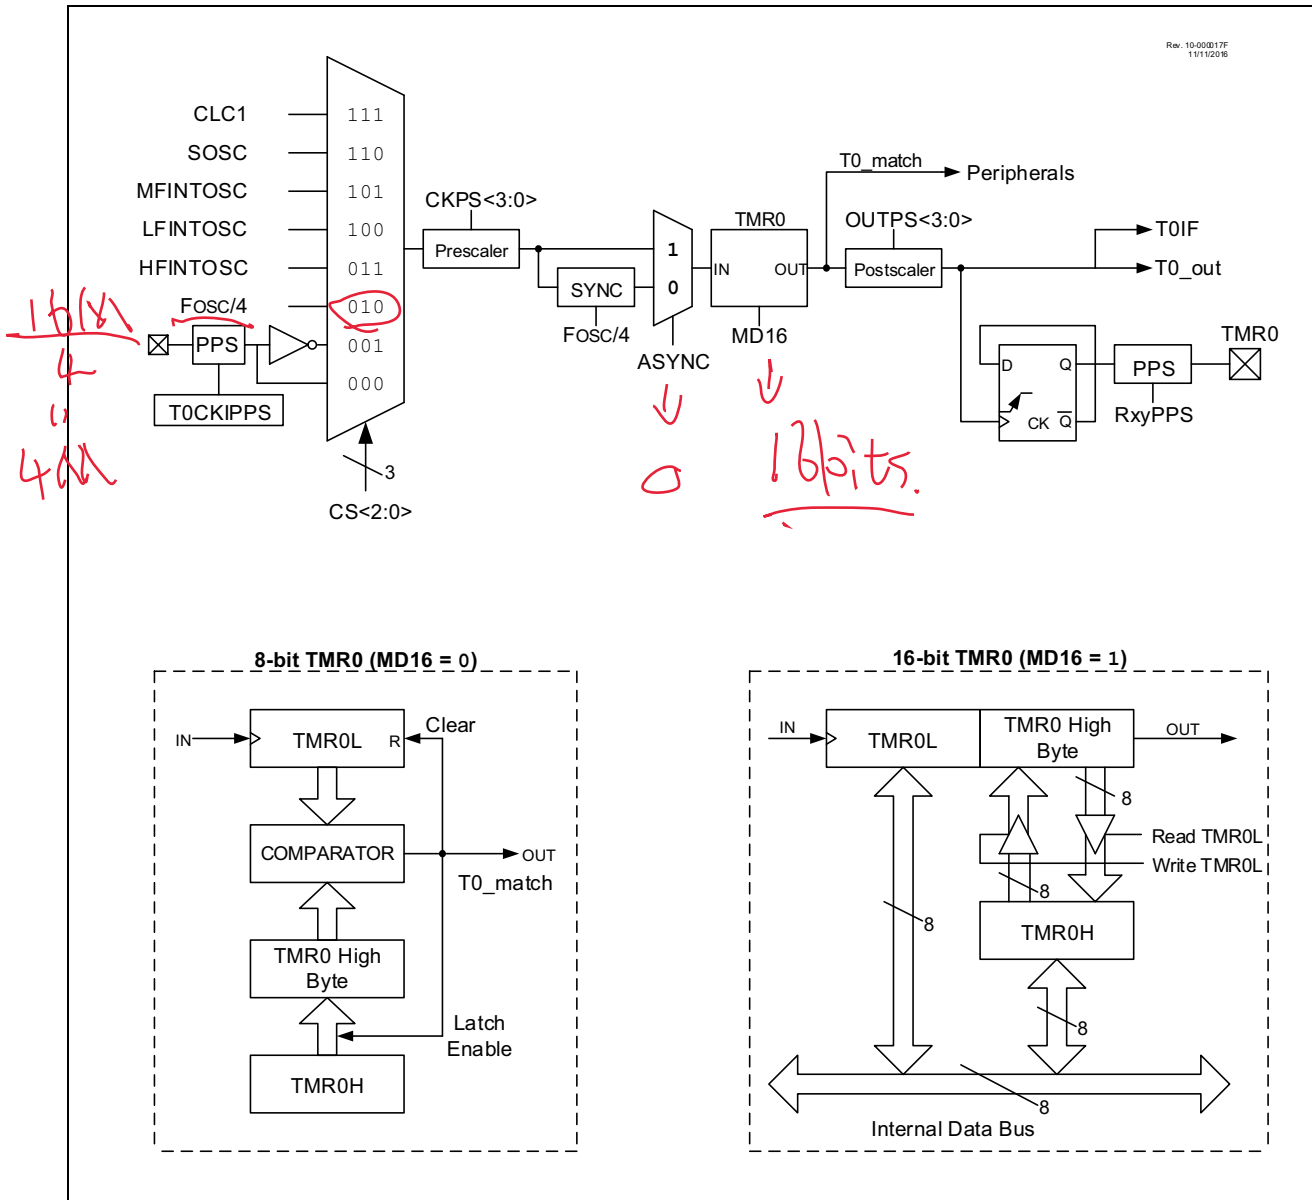 Rev. 10-000017F
11/11/2016
CLC1
111
SOSC
110
MFINTOSC
101
LFINTOSC
100
HFINTOSC
011
FOSC/4
010
PPS
001
000
T0CKIPPS
3
CS<2:0>
CKPS<3:0>
Prescaler
SYNC
FOSC/4
1
0
ASYNC
TMR0
IN
OUT
MD16
T0_match
Peripherals
OUTPS<3:0>
Postscaler
T0IF
T0_out
D
Q
CK
Q
PPS
RxyPPS
TMR0
16M
4
4M
0
16bits.
8-bit TMR0 (MD16 = 0)
IN
TMR0L
R
Clear
COMPARATOR
OUT
T0_match
TMR0 High
Byte
Latch
Enable
TMR0H
16-bit TMR0 (MD16 = 1)
IN
TMR0L
TMR0 High
Byte
OUT
8
Read TMR0L
Write TMR0L
8
8
TMR0H
8
8
Internal Data Bus